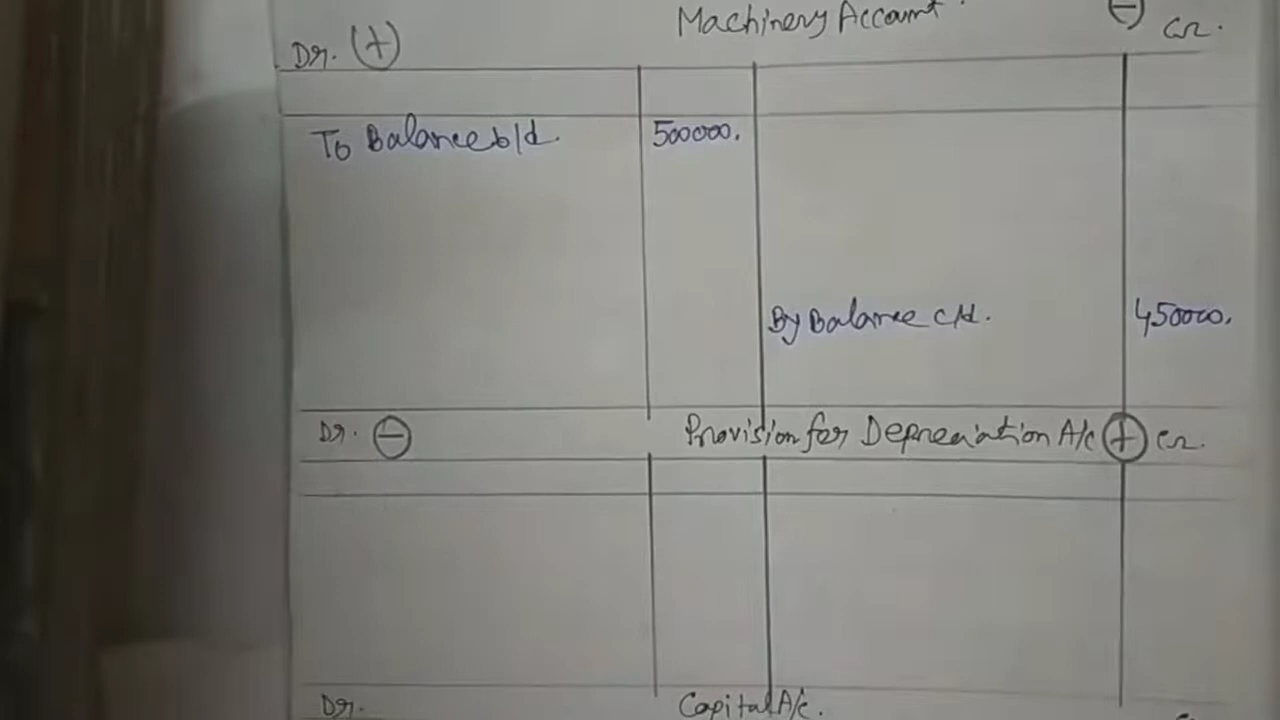 Machinery Account.
Dr. (+) (-) Cr.
To Balance b/d. 500000.
By Balance c/d. 450000.
Dr. (-) Provision for Depreciation A/c (+) Cr.
Dr. Capital A/c.